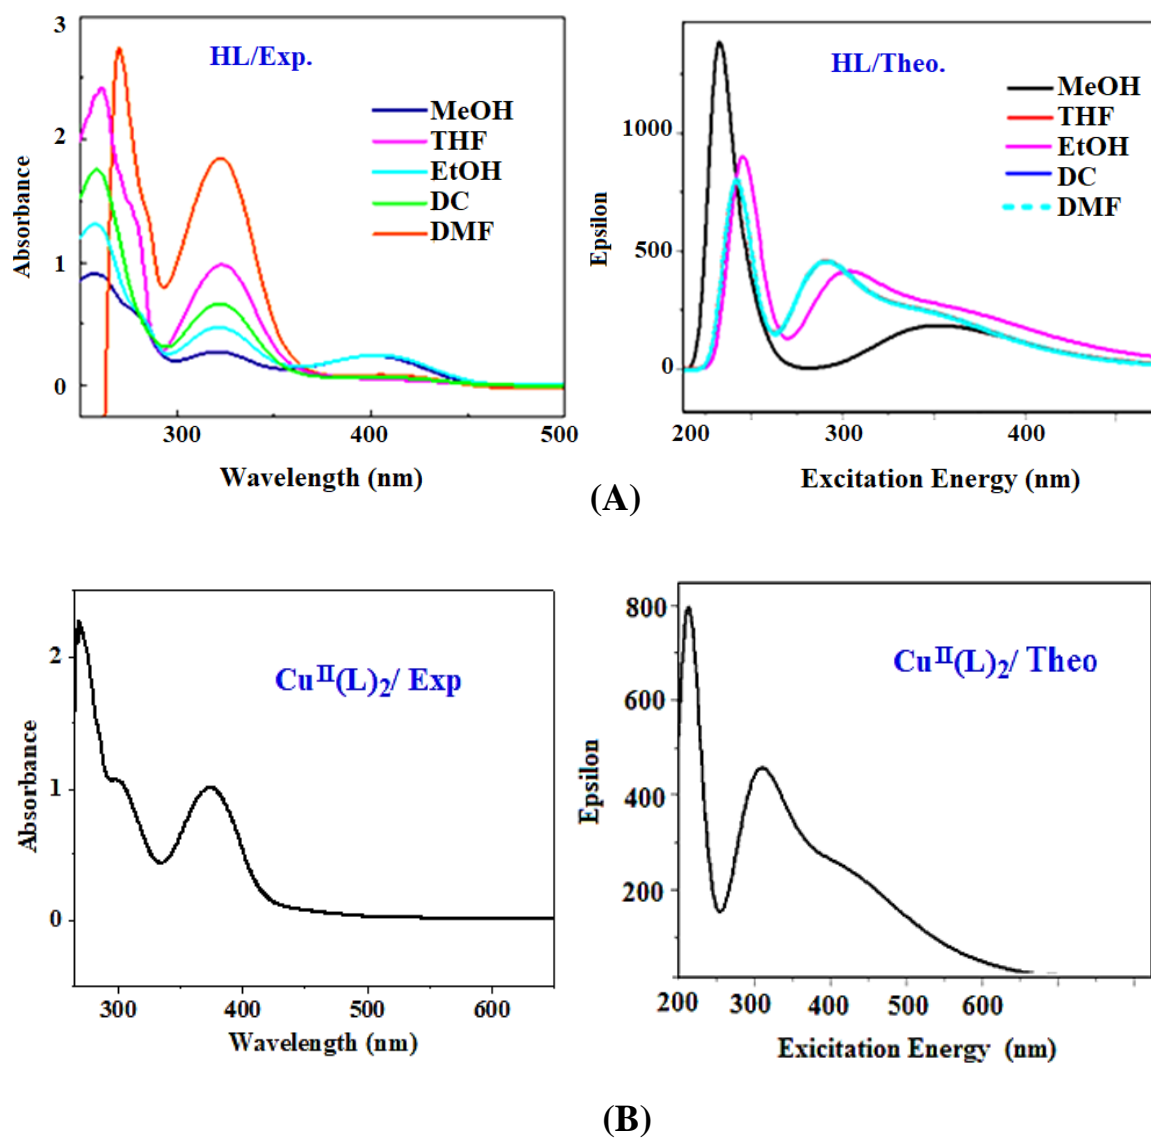 HL/Exp.
MeOH
THF
EtOH
DC
DMF
3
2
1
0
Absorbance
300
400
500
Wavelength (nm)
HL/Theo.
MeOH
THF
EtOH
DC
DMF
1000
500
0
Epsilon
200
300
400
Excitation Energy (nm)
(A)
Cuᴵᴵ(L)₂/ Exp
2
1
0
Absorbance
300
400
500
600
Wavelength (nm)
Cuᴵᴵ(L)₂/ Theo
800
600
400
200
Epsilon
200
300
400
500
600
Exicitation Energy (nm)
(B)